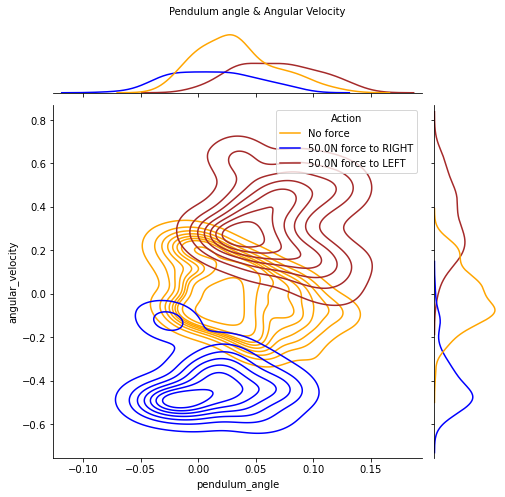 Pendulum angle & Angular Velocity
Action
No force
50.0N force to RIGHT
50.0N force to LEFT
0.8
0.6
0.4
0.2
0.0
−0.2
−0.4
−0.6
angular_velocity
−0.10
−0.05
0.00
0.05
0.10
0.15
pendulum_angle